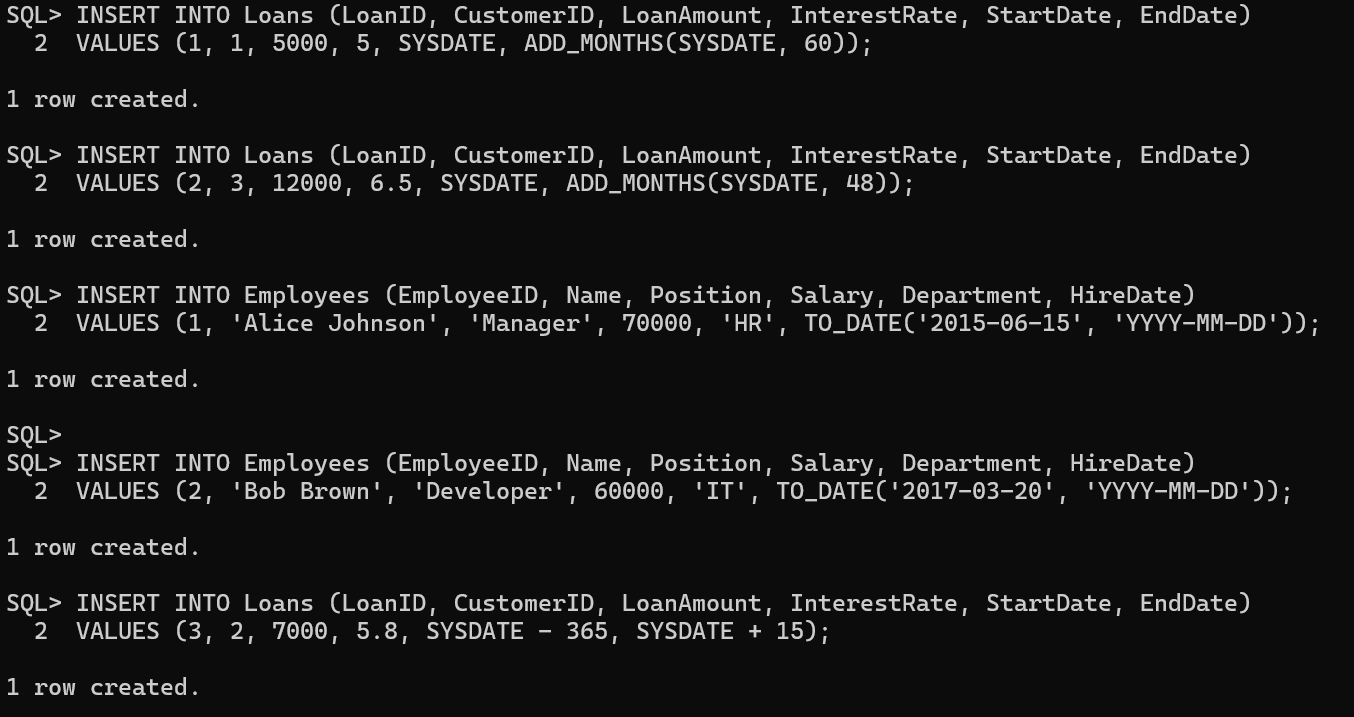 SQL> INSERT INTO Loans (LoanID, CustomerID, LoanAmount, InterestRate, StartDate, EndDate)
  2  VALUES (1, 1, 5000, 5, SYSDATE, ADD_MONTHS(SYSDATE, 60));

1 row created.

SQL> INSERT INTO Loans (LoanID, CustomerID, LoanAmount, InterestRate, StartDate, EndDate)
  2  VALUES (2, 3, 12000, 6.5, SYSDATE, ADD_MONTHS(SYSDATE, 48));

1 row created.

SQL> INSERT INTO Employees (EmployeeID, Name, Position, Salary, Department, HireDate)
  2  VALUES (1, 'Alice Johnson', 'Manager', 70000, 'HR', TO_DATE('2015-06-15', 'YYYY-MM-DD'));

1 row created.

SQL>
SQL> INSERT INTO Employees (EmployeeID, Name, Position, Salary, Department, HireDate)
  2  VALUES (2, 'Bob Brown', 'Developer', 60000, 'IT', TO_DATE('2017-03-20', 'YYYY-MM-DD'));

1 row created.

SQL> INSERT INTO Loans (LoanID, CustomerID, LoanAmount, InterestRate, StartDate, EndDate)
  2  VALUES (3, 2, 7000, 5.8, SYSDATE - 365, SYSDATE + 15);

1 row created.